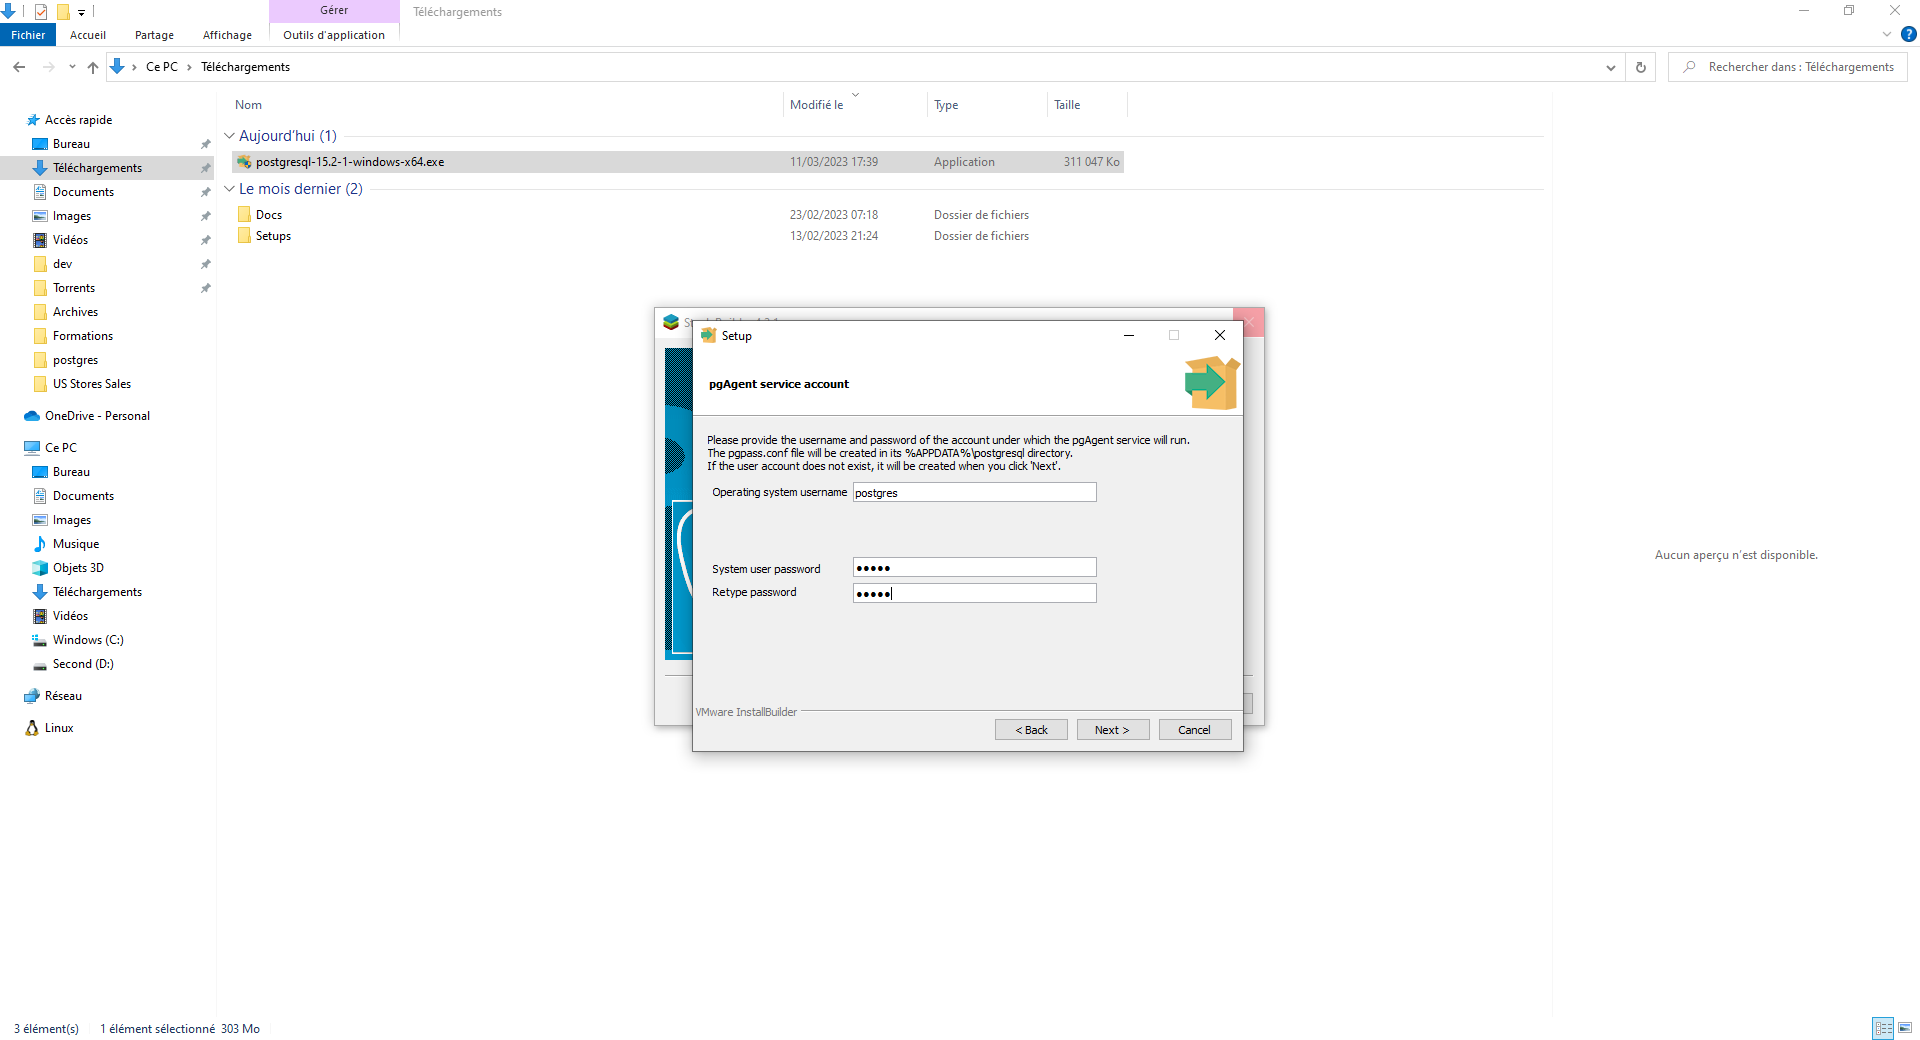 Gérer
Téléchargements
Fichier
Accueil
Partage
Affichage
Outils d'application
?
Ce PC
Téléchargements
Rechercher dans : Téléchargements
Nom
Modifié le
Type
Taille
Accès rapide
Bureau
Téléchargements
Documents
Images
Vidéos
dev
Torrents
Archives
Formations
postgres
US Stores Sales
OneDrive - Personal
Ce PC
Bureau
Documents
Images
Musique
Objets 3D
Téléchargements
Vidéos
Windows (C:)
Second (D:)
Réseau
Linux
Aujourd'hui (1)
postgresql-15.2-1-windows-x64.exe
11/03/2023 17:39
Application
311 047 Ko
Le mois dernier (2)
Docs
23/02/2023 07:18
Dossier de fichiers
Setups
13/02/2023 21:24
Dossier de fichiers
Setup
pgAgent service account
Please provide the username and password of the account under which the pgAgent service will run.
The pgpass.conf file will be created in its %APPDATA%\postgresql directory.
If the user account does not exist, it will be created when you click 'Next'.
Operating system username
postgres
System user password
•••••
Retype password
•••••
VMware InstallBuilder
< Back
Next >
Cancel
Aucun aperçu n'est disponible.
3 élément(s)
1 élément sélectionné 303 Mo